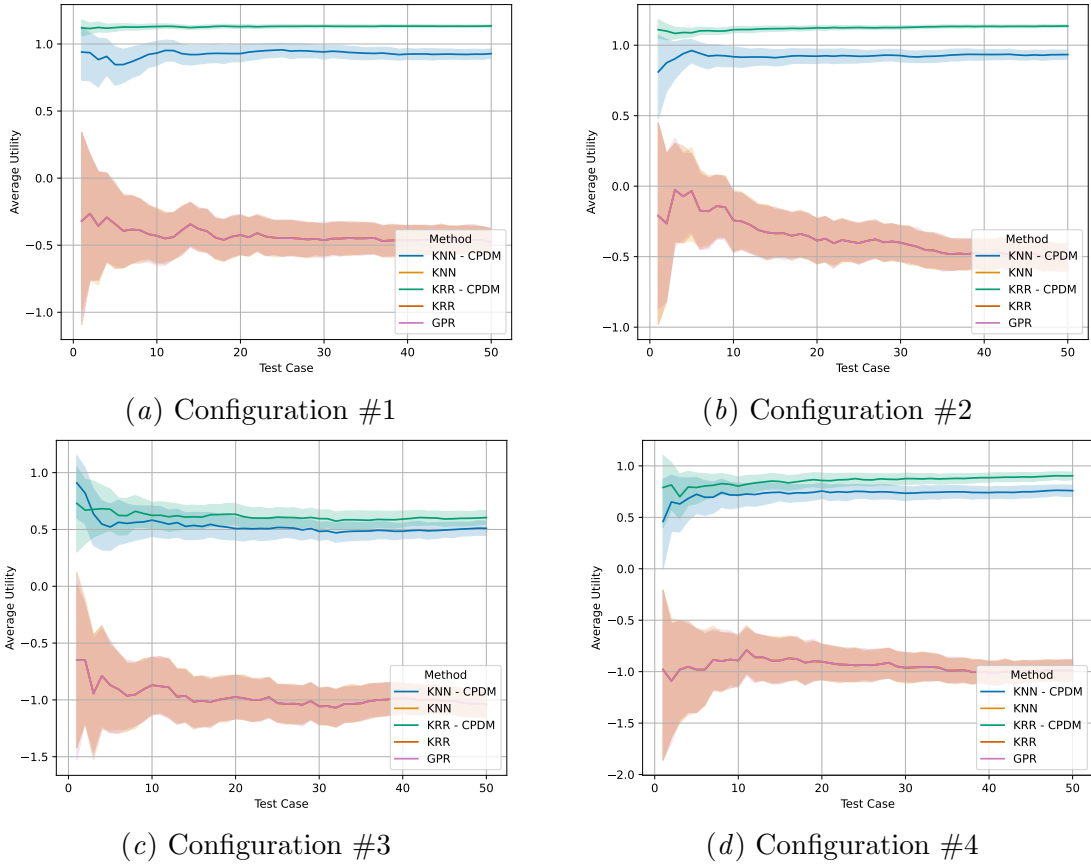 1.0
0.5
0.0
−0.5
−1.0
Average Utility
0 10 20 30 40 50
Test Case
Method
KNN - CPDM
KNN
KRR - CPDM
KRR
GPR
(a) Configuration #1
1.0
0.5
0.0
−0.5
−1.0
Average Utility
0 10 20 30 40 50
Test Case
Method
KNN - CPDM
KNN
KRR - CPDM
KRR
GPR
(b) Configuration #2
1.0
0.5
0.0
−0.5
−1.0
−1.5
Average Utility
0 10 20 30 40 50
Test Case
Method
KNN - CPDM
KNN
KRR - CPDM
KRR
GPR
(c) Configuration #3
1.0
0.5
0.0
−0.5
−1.0
−1.5
−2.0
Average Utility
0 10 20 30 40 50
Test Case
Method
KNN - CPDM
KNN
KRR - CPDM
KRR
GPR
(d) Configuration #4